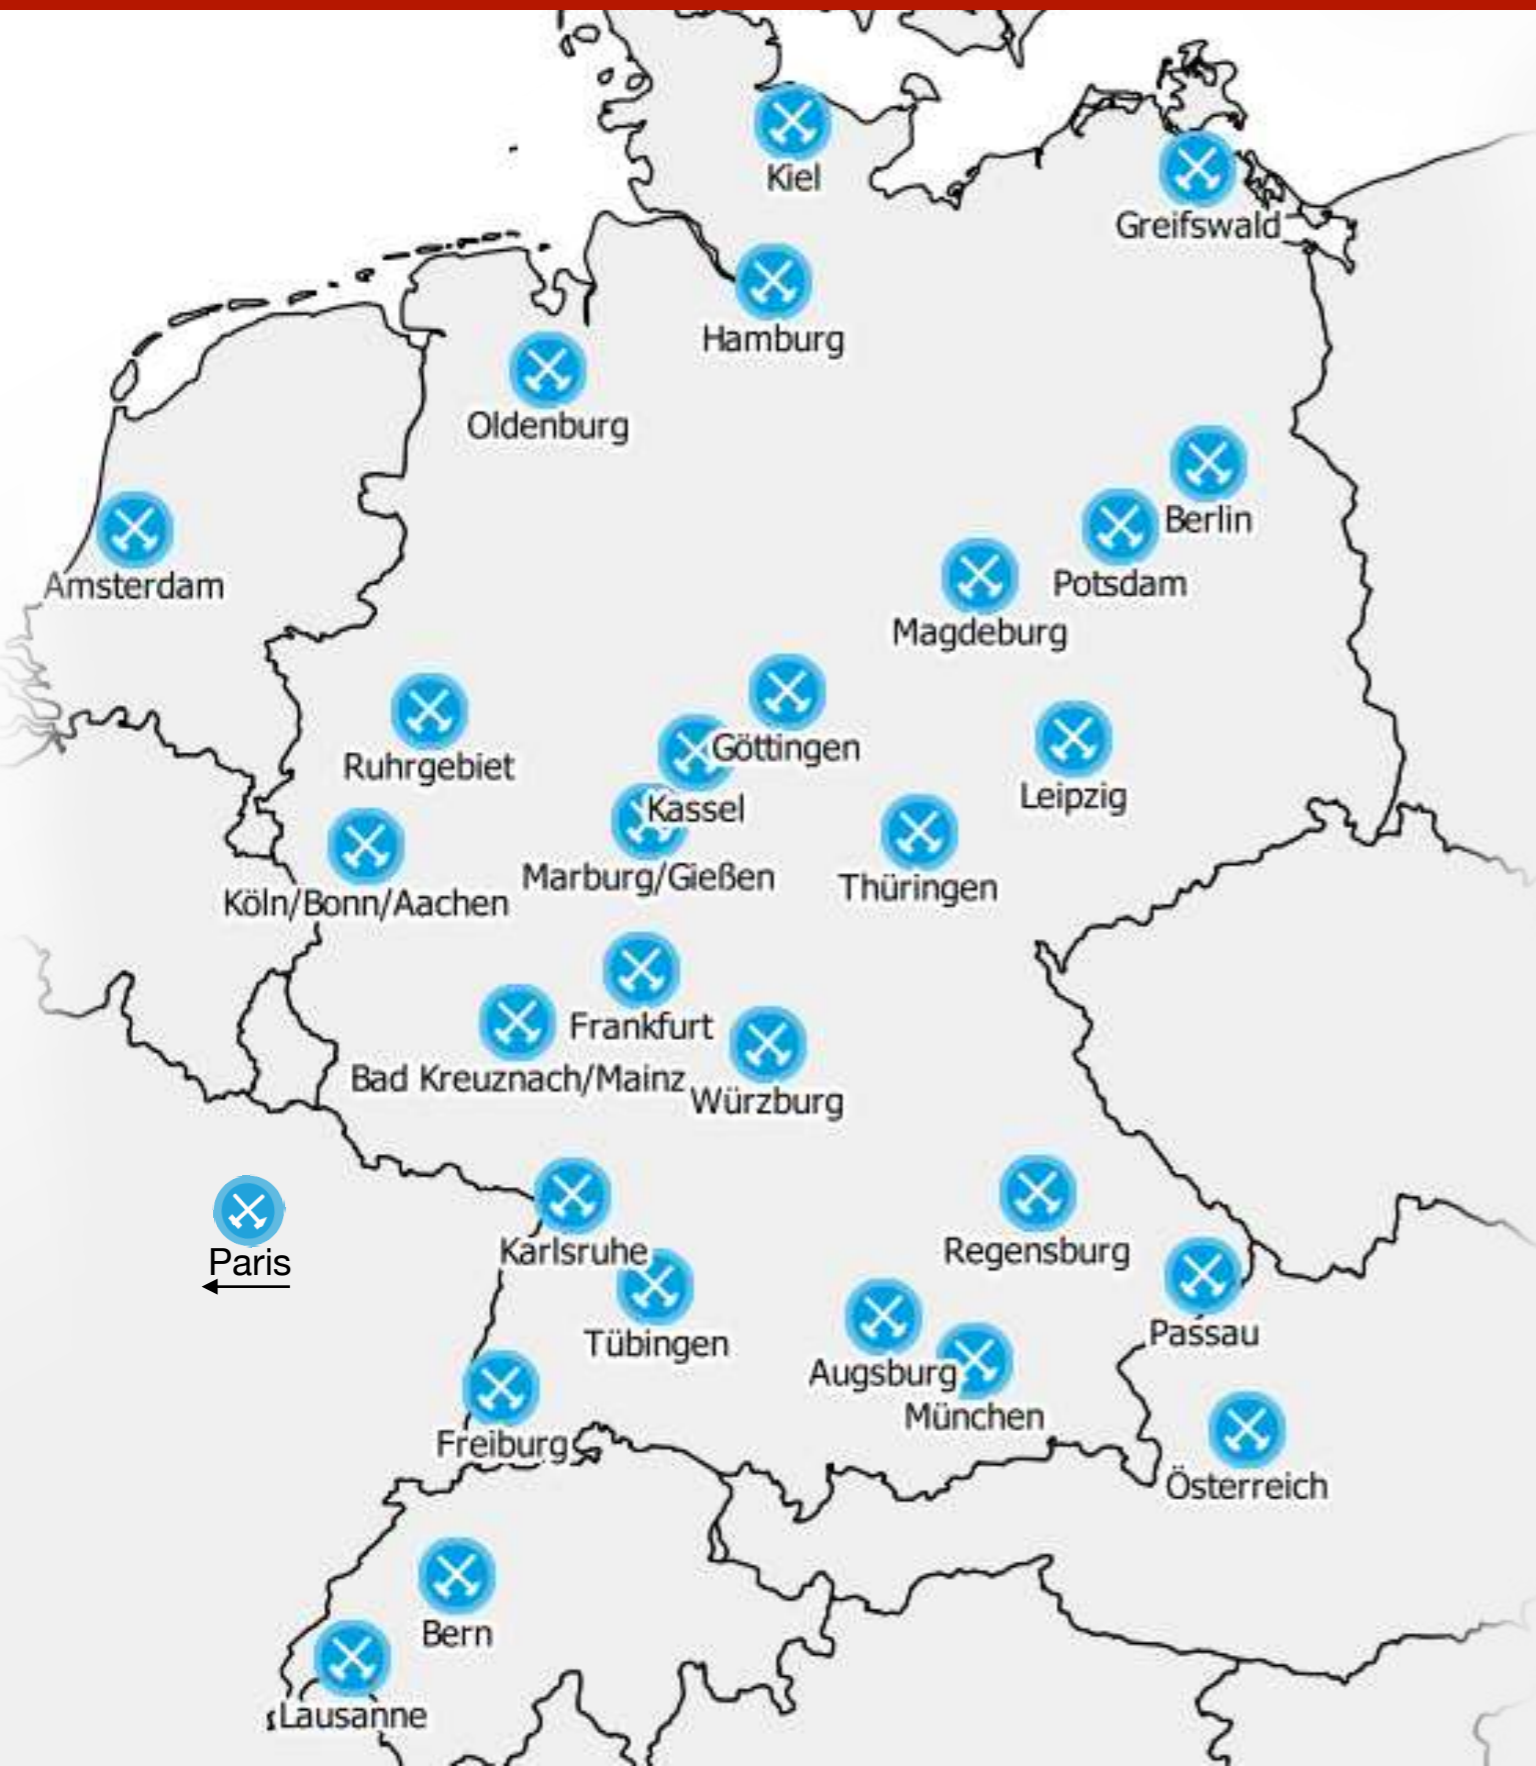 Kiel
Greifswald
Hamburg
Oldenburg
Berlin
Amsterdam
Potsdam
Magdeburg
Göttingen
Ruhrgebiet
Leipzig
Kassel
Marburg/Gießen
Thüringen
Köln/Bonn/Aachen
Frankfurt
Bad Kreuznach/Mainz
Würzburg
Karlsruhe
Regensburg
Paris
Passau
Tübingen
Augsburg
München
Freiburg
Österreich
Bern
Lausanne